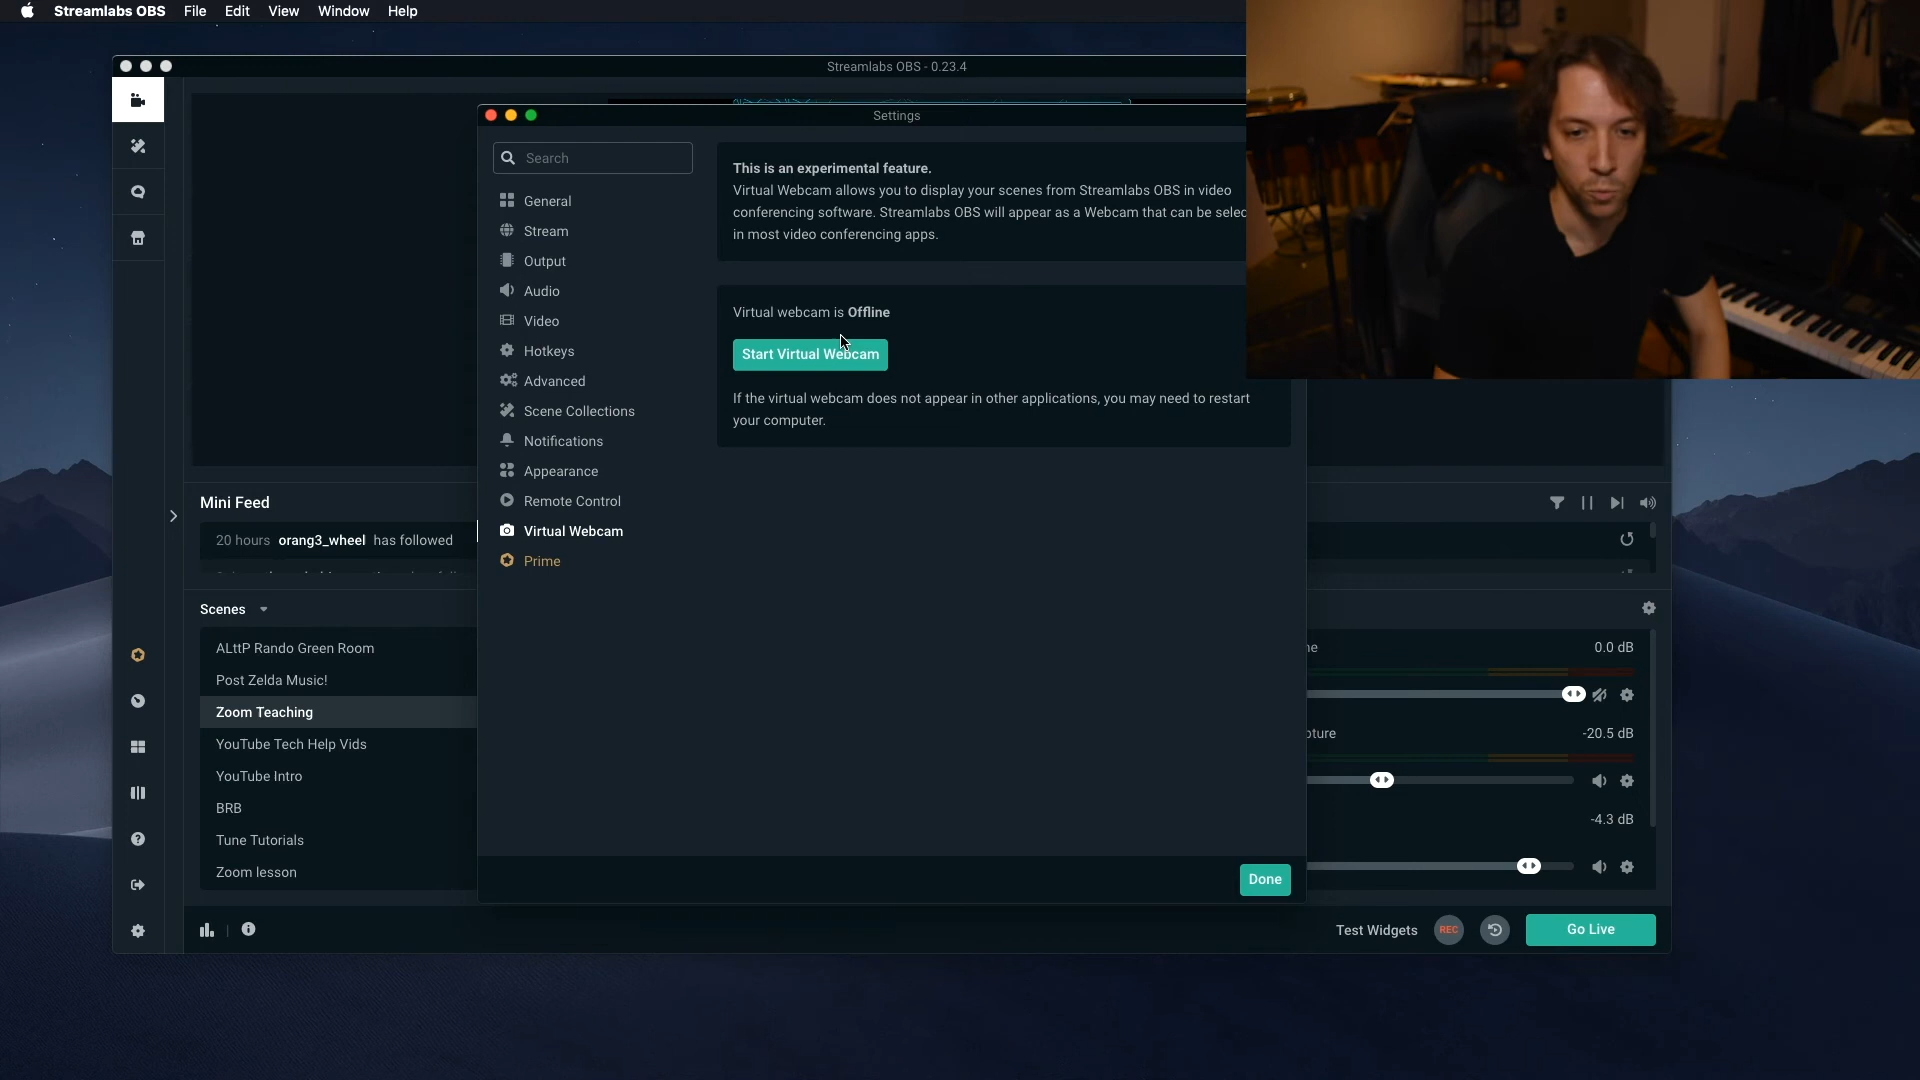 Streamlabs OBS File Edit View Window Help
Streamlabs OBS - 0.23.4
Settings
Search
General
Stream
Output
Audio
Video
Hotkeys
Advanced
Scene Collections
Notifications
Appearance
Remote Control
Virtual Webcam
Prime
This is an experimental feature.
Virtual Webcam allows you to display your scenes from Streamlabs OBS in video
conferencing software. Streamlabs OBS will appear as a Webcam that can be selec
in most video conferencing apps.
Virtual webcam is Offline
Start Virtual Webcam
If the virtual webcam does not appear in other applications, you may need to restart
your computer.
Done
Mini Feed
20 hours orang3_wheel has followed
Scenes
ALttP Rando Green Room
Post Zelda Music!
Zoom Teaching
YouTube Tech Help Vids
YouTube Intro
BRB
Tune Tutorials
Zoom lesson
0.0 dB
-20.5 dB
-4.3 dB
Test Widgets REC Go Live